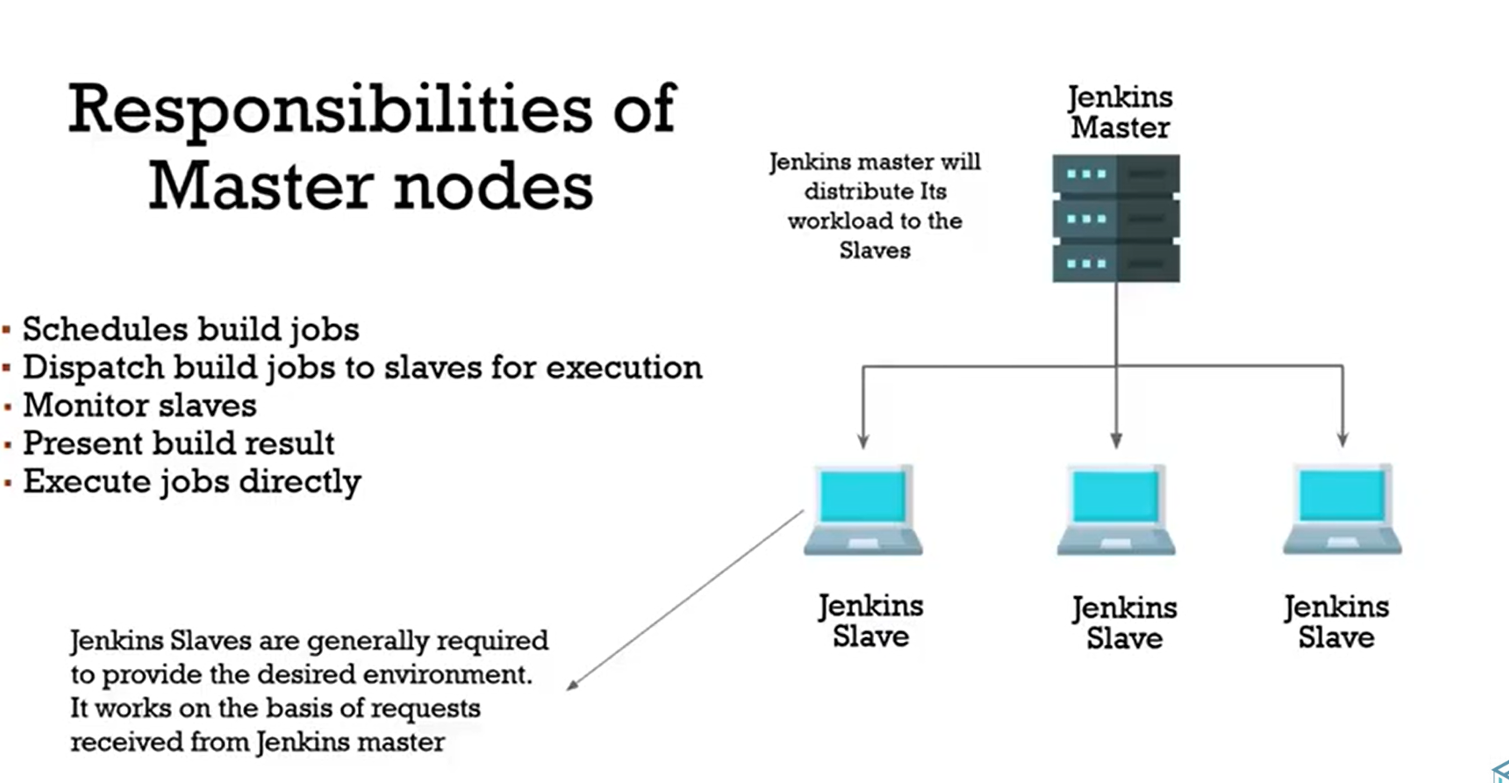 Responsibilities of
Master nodes
▪ Schedules build jobs
▪ Dispatch build jobs to slaves for execution
▪ Monitor slaves
▪ Present build result
▪ Execute jobs directly
Jenkins Slaves are generally required
to provide the desired environment.
It works on the basis of requests
received from Jenkins master
Jenkins
Master
Jenkins master will
distribute Its
workload to the
Slaves
Jenkins
Slave
Jenkins
Slave
Jenkins
Slave